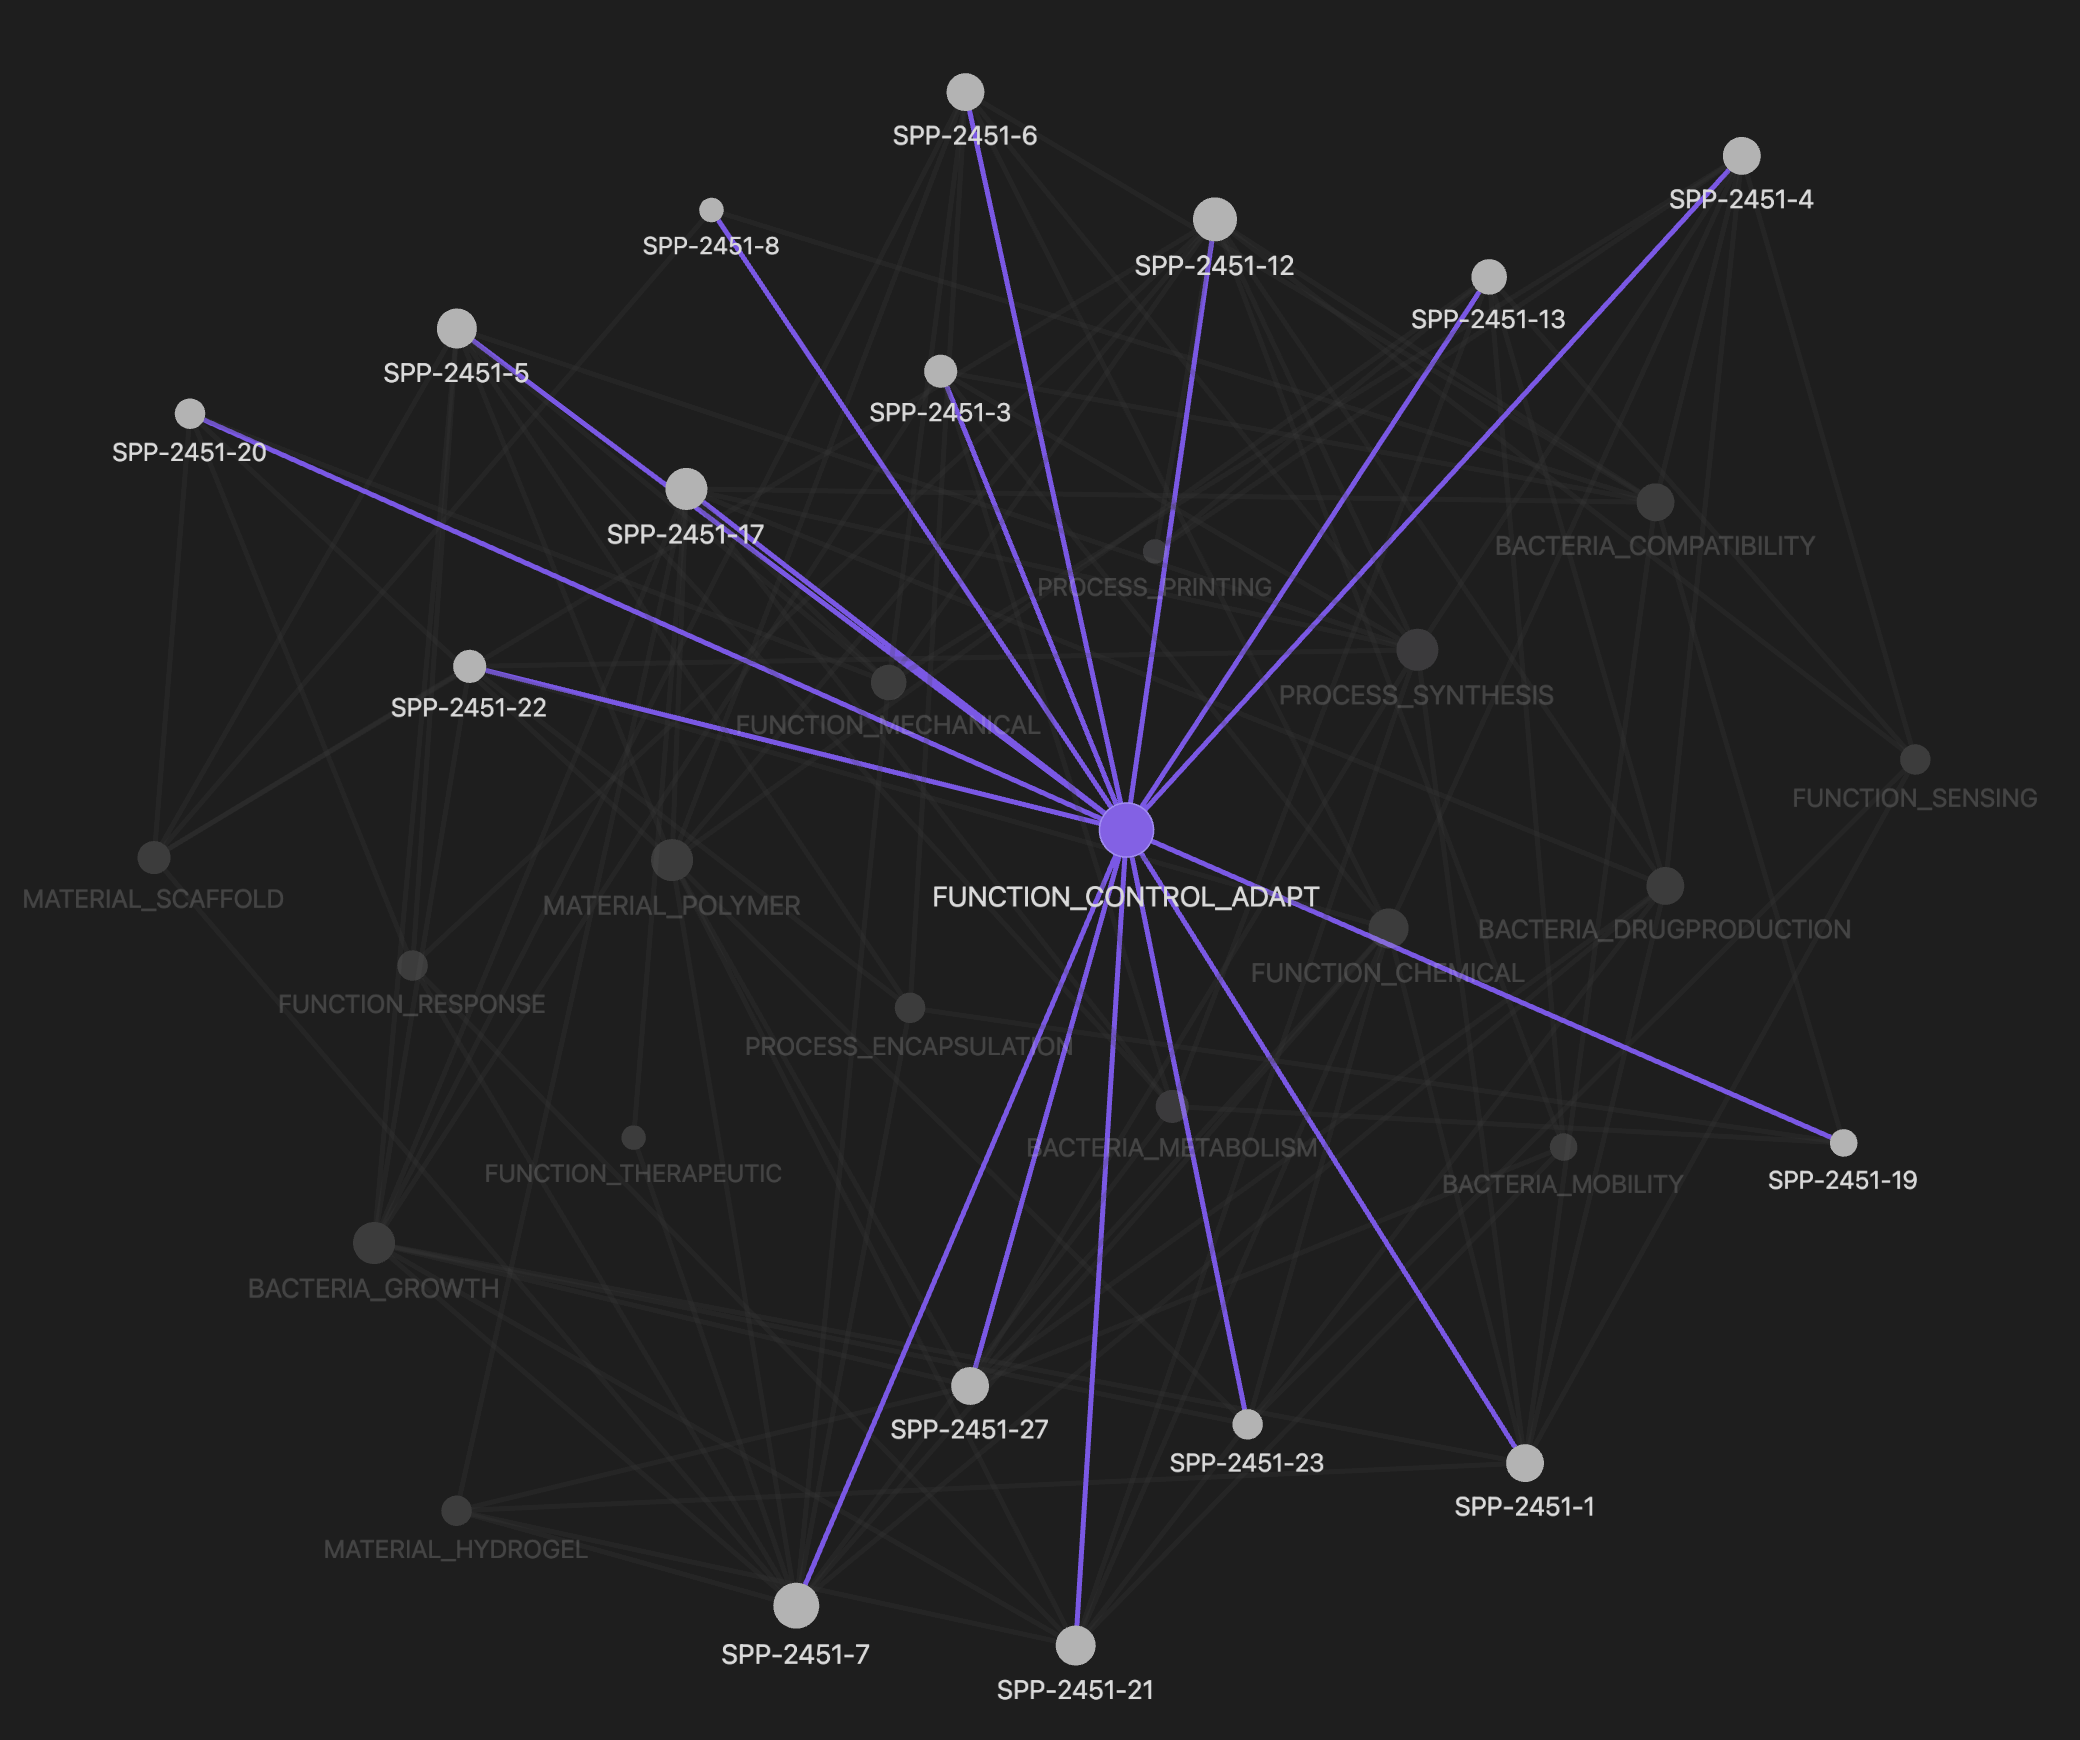 SPP-2451-6
SPP-2451-4
SPP-2451-8
SPP-2451-12
SPP-2451-13
SPP-2451-5
SPP-2451-3
SPP-2451-20
SPP-2451-17
BACTERIA_COMPATIBILITY
PROCESS_PRINTING
PROCESS_SYNTHESIS
SPP-2451-22
FUNCTION_MECHANICAL
FUNCTION_SENSING
MATERIAL_SCAFFOLD
MATERIAL_POLYMER
FUNCTION_CONTROL_ADAPT
BACTERIA_DRUGPRODUCTION
FUNCTION_CHEMICAL
FUNCTION_RESPONSE
PROCESS_ENCAPSULATION
BACTERIA_METABOLISM
FUNCTION_THERAPEUTIC
BACTERIA_MOBILITY
SPP-2451-19
BACTERIA_GROWTH
SPP-2451-27
SPP-2451-23
SPP-2451-1
MATERIAL_HYDROGEL
SPP-2451-7
SPP-2451-21